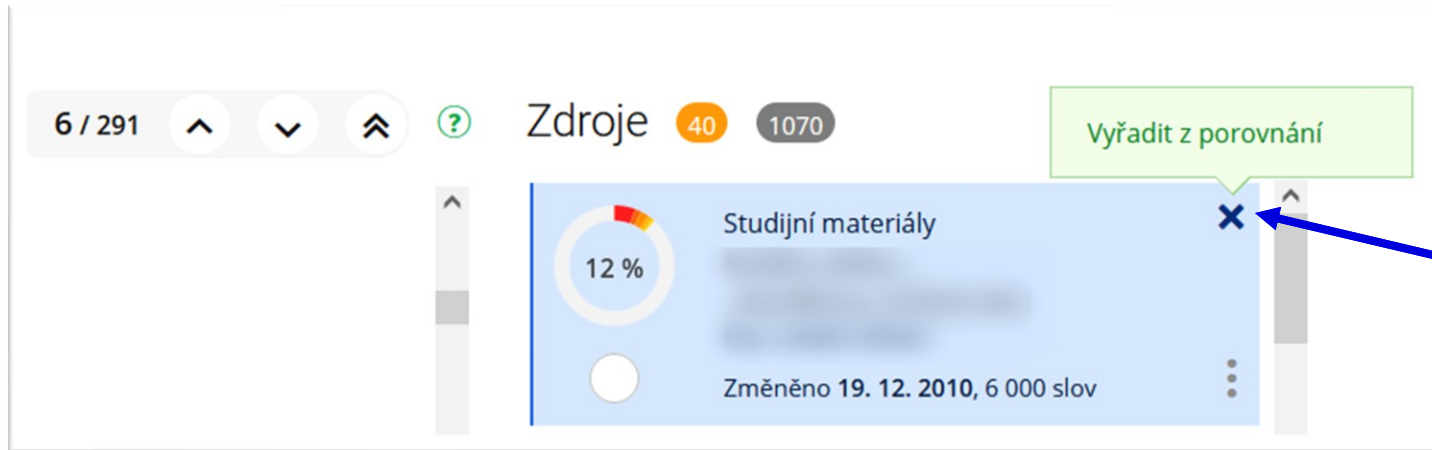 6 / 291
?
Zdroje 40 1070
Vyřadit z porovnání
Studijní materiály
12 %
Změněno 19. 12. 2010, 6 000 slov